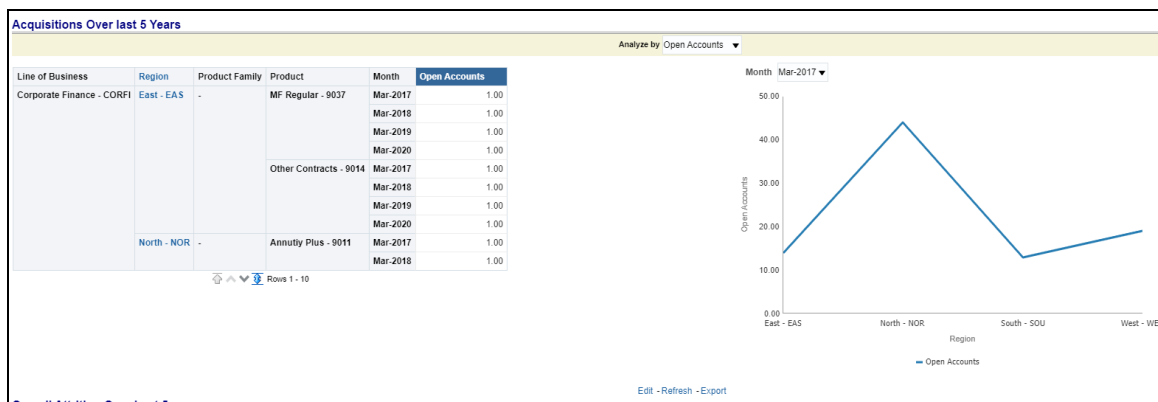 Acquisitions Over last 5 Years
Analyze by Open Accounts
Line of Business Region Product Family Product Month Open Accounts
Corporate Finance - CORFI East - EAS - MF Regular - 9037 Mar-2017 1.00
Mar-2018 1.00
Mar-2019 1.00
Mar-2020 1.00
Other Contracts - 9014 Mar-2017 1.00
Mar-2018 1.00
Mar-2019 1.00
Mar-2020 1.00
North - NOR - Annutiy Plus - 9011 Mar-2017 1.00
Mar-2018 1.00
Rows 1 - 10
Month Mar-2017
50.00
40.00
30.00
20.00
10.00
0.00
Open Accounts
East - EAS North - NOR South - SOU West - WE
Region
Open Accounts
Edit - Refresh - Export